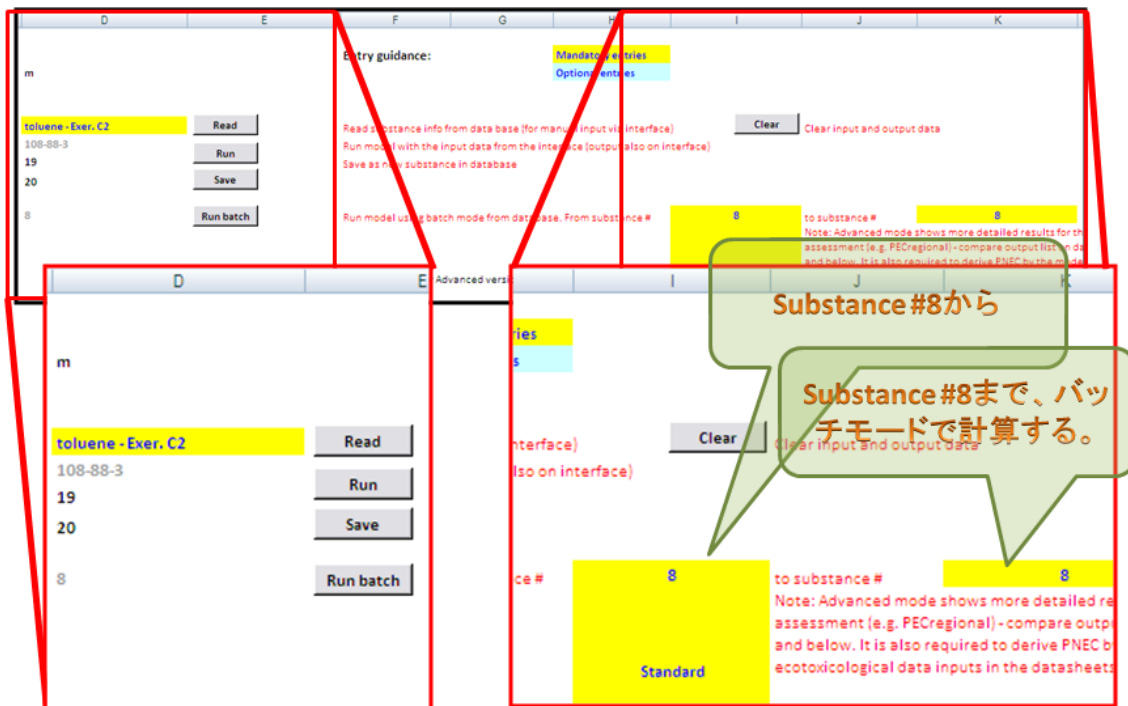 D E F G H I J K
Entry guidance:
Mandatory entries
Optional entries
m
toluene - Exer. C2
Read
Read substance info from data base (for manual input via interface)
Clear
Clear input and output data
108-88-3
Run model with the input data from the interface (output also on interface)
19
Run
Save as new substance in database
20
Save
8
Run batch
Run model using batch mode from database. From substance #
8
to substance #
8
Note: Advanced mode shows more detailed results for th
assessment (e.g. PECregional) - compare output list on da
and below. It is also required to derive PNEC by the mode
Advanced versi
D E
m
toluene - Exer. C2
Read
108-88-3
Run
19
20
Save
8
Run batch
I J K
Substance #8から
Substance #8まで、バッ
チモードで計算する。
ries
s
nterface)
Clear
Clear input and output data
lso on interface)
ce #
8
to substance #
8
Note: Advanced mode shows more detailed re
assessment (e.g. PECregional) - compare outp
and below. It is also required to derive PNEC b
ecotoxicological data inputs in the datasheets
Standard